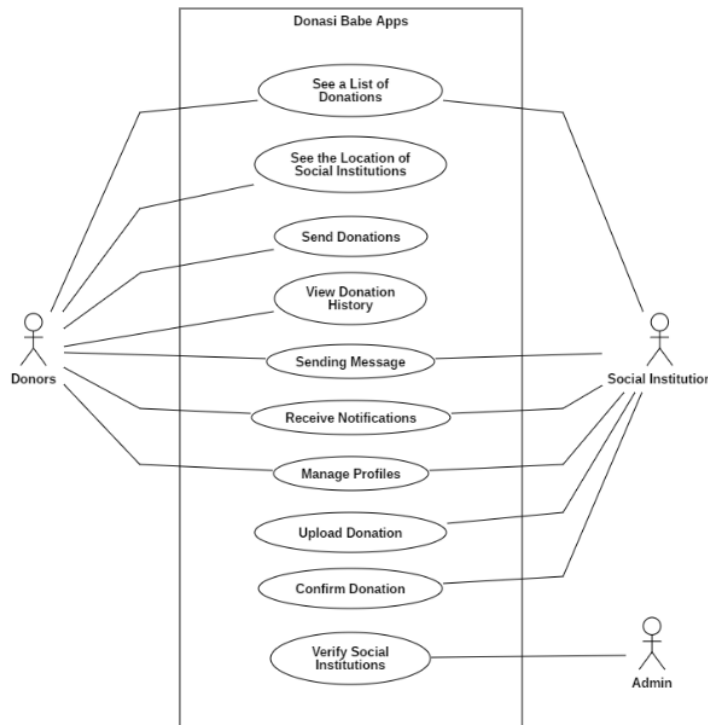 Donasi Babe Apps
See a List of
Donations
See the Location of
Social Institutions
Send Donations
View Donation
History
Sending Message
Donors
Social Institution
Receive Notifications
Manage Profiles
Upload Donation
Confirm Donation
Verify Social
Institutions
Admin